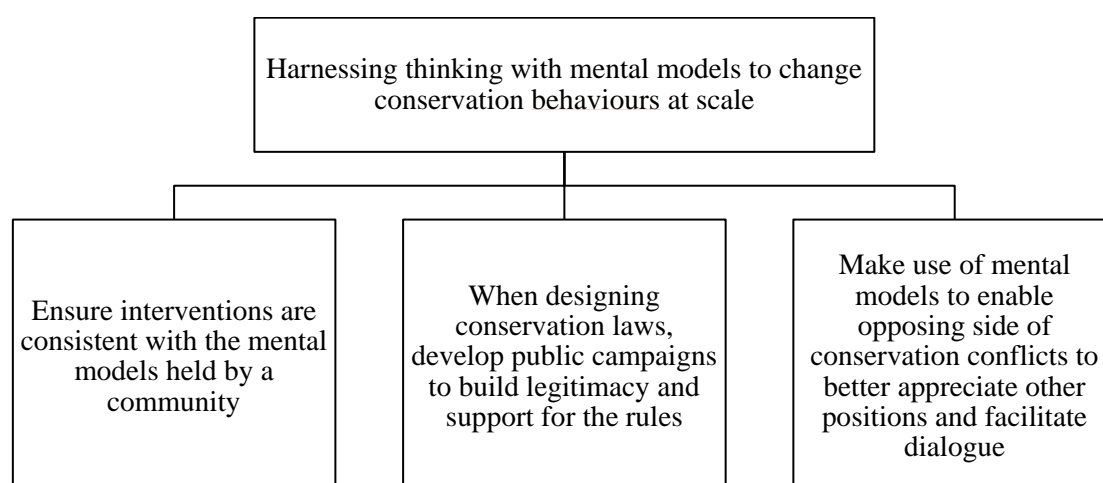 Harnessing thinking with mental models to change
conservation behaviours at scale
Ensure interventions are
consistent with the mental
models held by a
community
When designing
conservation laws,
develop public campaigns
to build legitimacy and
support for the rules
Make use of mental
models to enable
opposing side of
conservation conflicts to
better appreciate other
positions and facilitate
dialogue